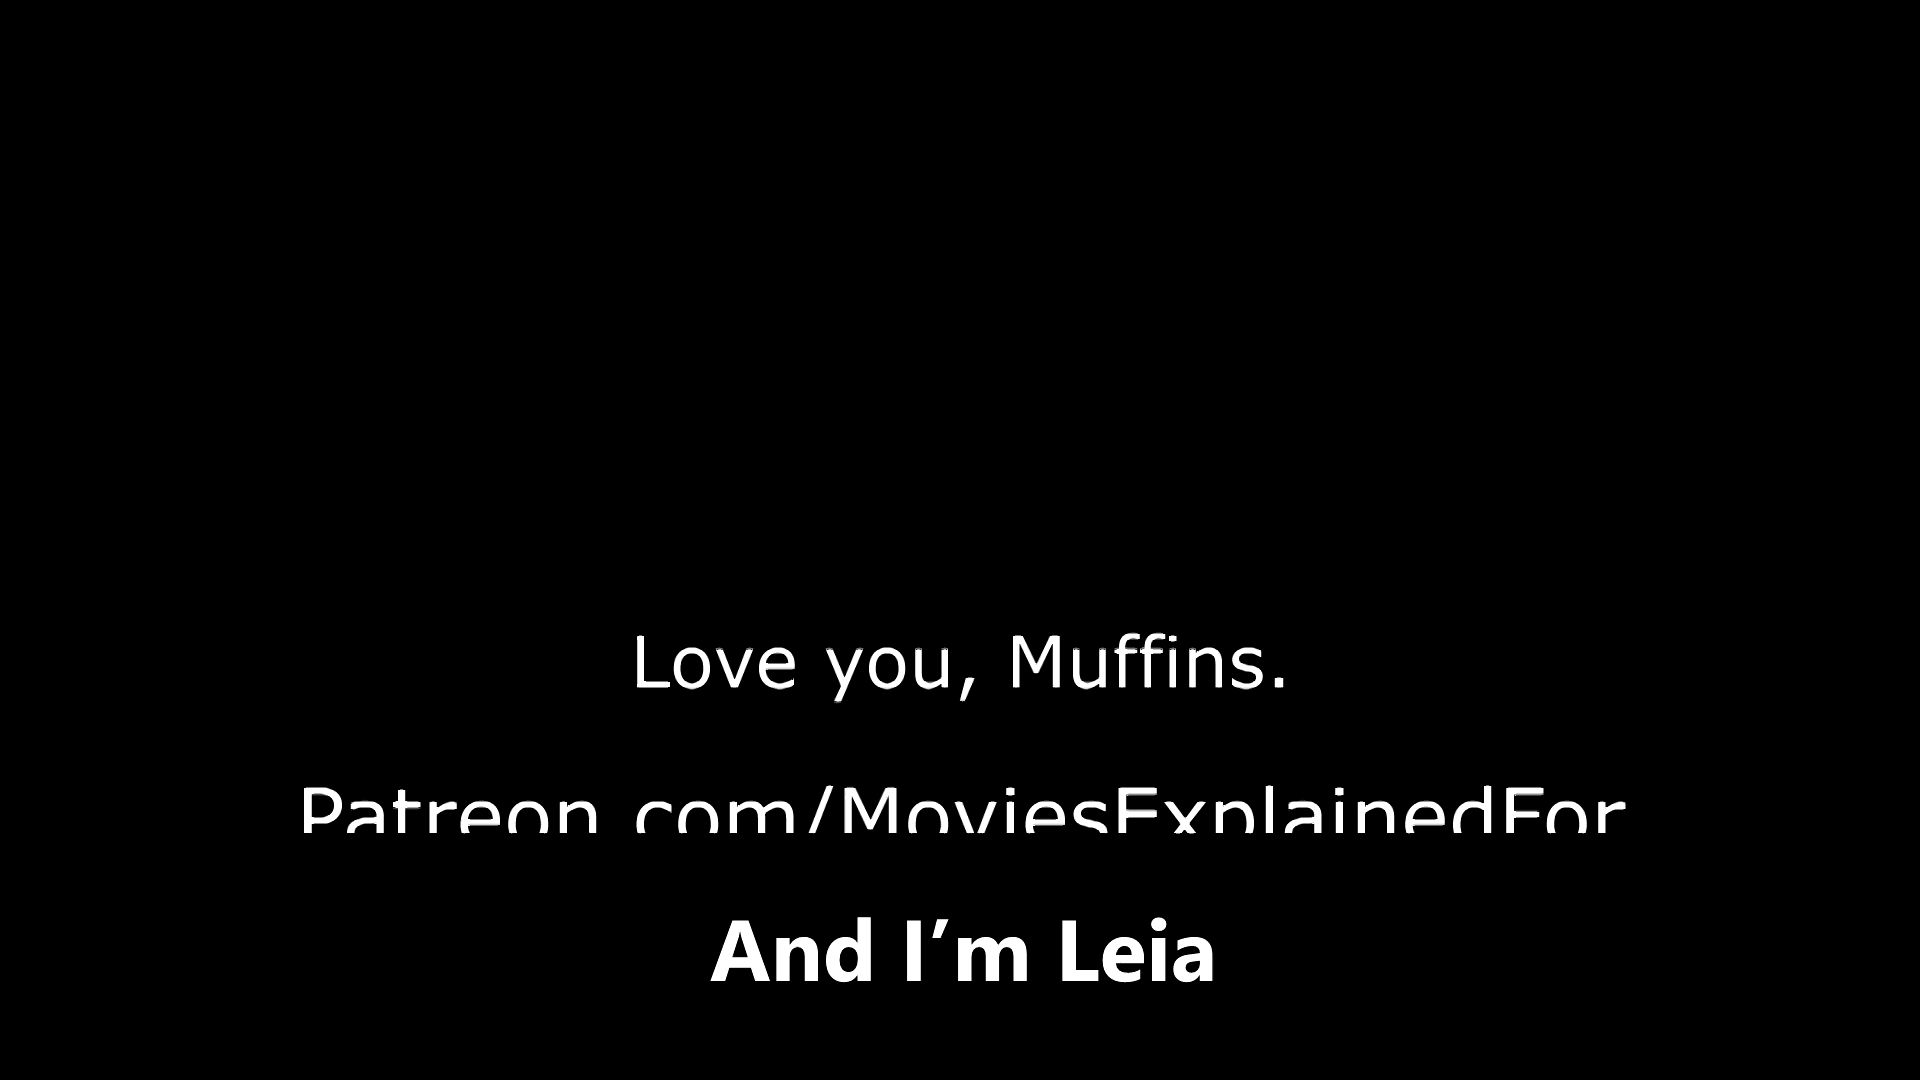 Love you, Muffins.
Patreon.com/MoviesExplainedFor
And I’m Leia